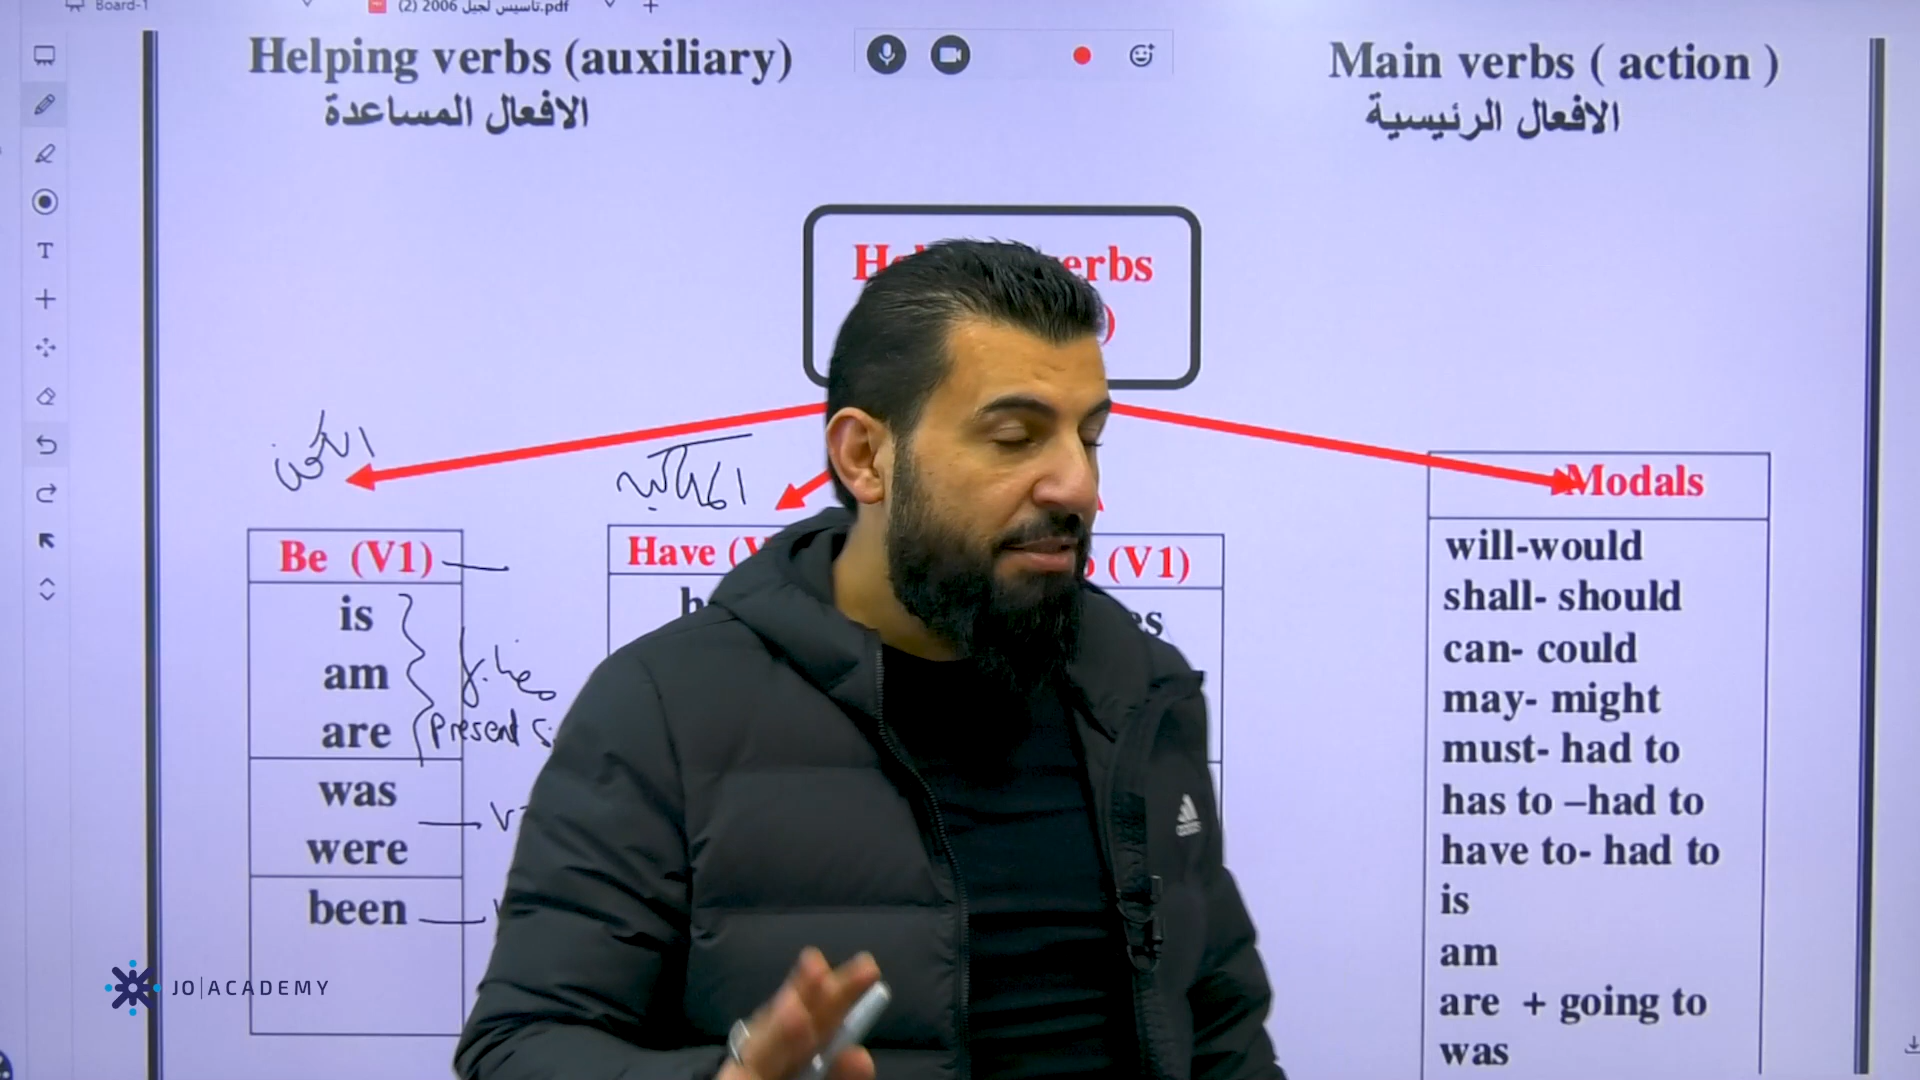 Board-1
تاسيس لجيل 2006 (2).pdf
Helping verbs (auxiliary)
الافعال المساعدة
Main verbs ( action )
الافعال الرئيسية
erbs
)
Modals
will-would
shall- should
can- could
may- might
must- had to
has to –had to
have to- had to
is
am
are + going to
was
Be (V1)
is
am
are
Present
was
were
been
Have (
(V1)
es
T
JO|ACADEMY
adidas